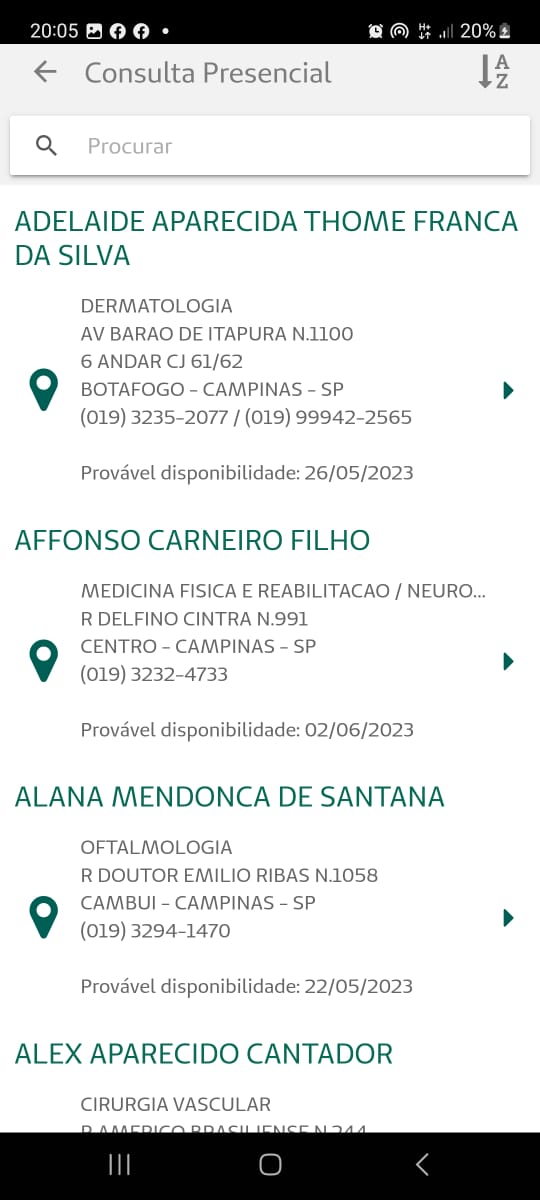 20:05
20%
Consulta Presencial
A
Z
Procurar
ADELAIDE APARECIDA THOME FRANCA
DA SILVA
DERMATOLOGIA
AV BARAO DE ITAPURA N.1100
6 ANDAR CJ 61/62
BOTAFOGO - CAMPINAS - SP
(019) 3235-2077 / (019) 99942-2565
Provável disponibilidade: 26/05/2023
AFFONSO CARNEIRO FILHO
MEDICINA FISICA E REABILITACAO / NEURO...
R DELFINO CINTRA N.991
CENTRO - CAMPINAS - SP
(019) 3232-4733
Provável disponibilidade: 02/06/2023
ALANA MENDONCA DE SANTANA
OFTALMOLOGIA
R DOUTOR EMILIO RIBAS N.1058
CAMBUI - CAMPINAS - SP
(019) 3294-1470
Provável disponibilidade: 22/05/2023
ALEX APARECIDO CANTADOR
CIRURGIA VASCULAR
R AMERICO BRASILIENSE N.244